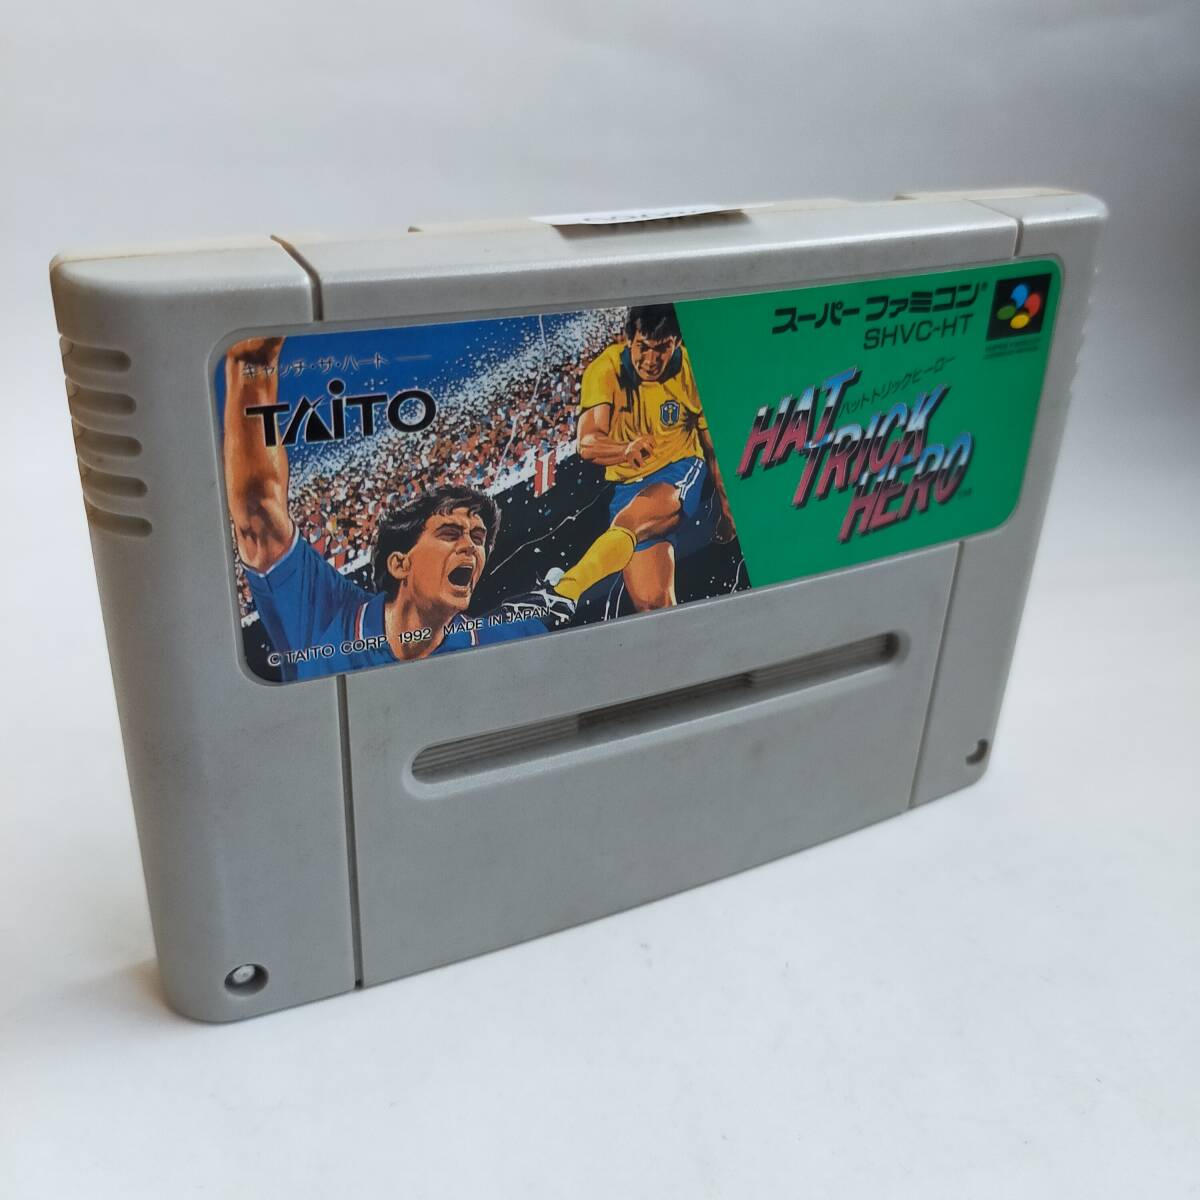 キャッチ・ザ・ハート
TAITO
スーパーファミコン
SHVC-HT
ハットトリックヒーロー
HAT
TRICK
HERO™
© TAITO CORP. 1992 MADE IN JAPAN